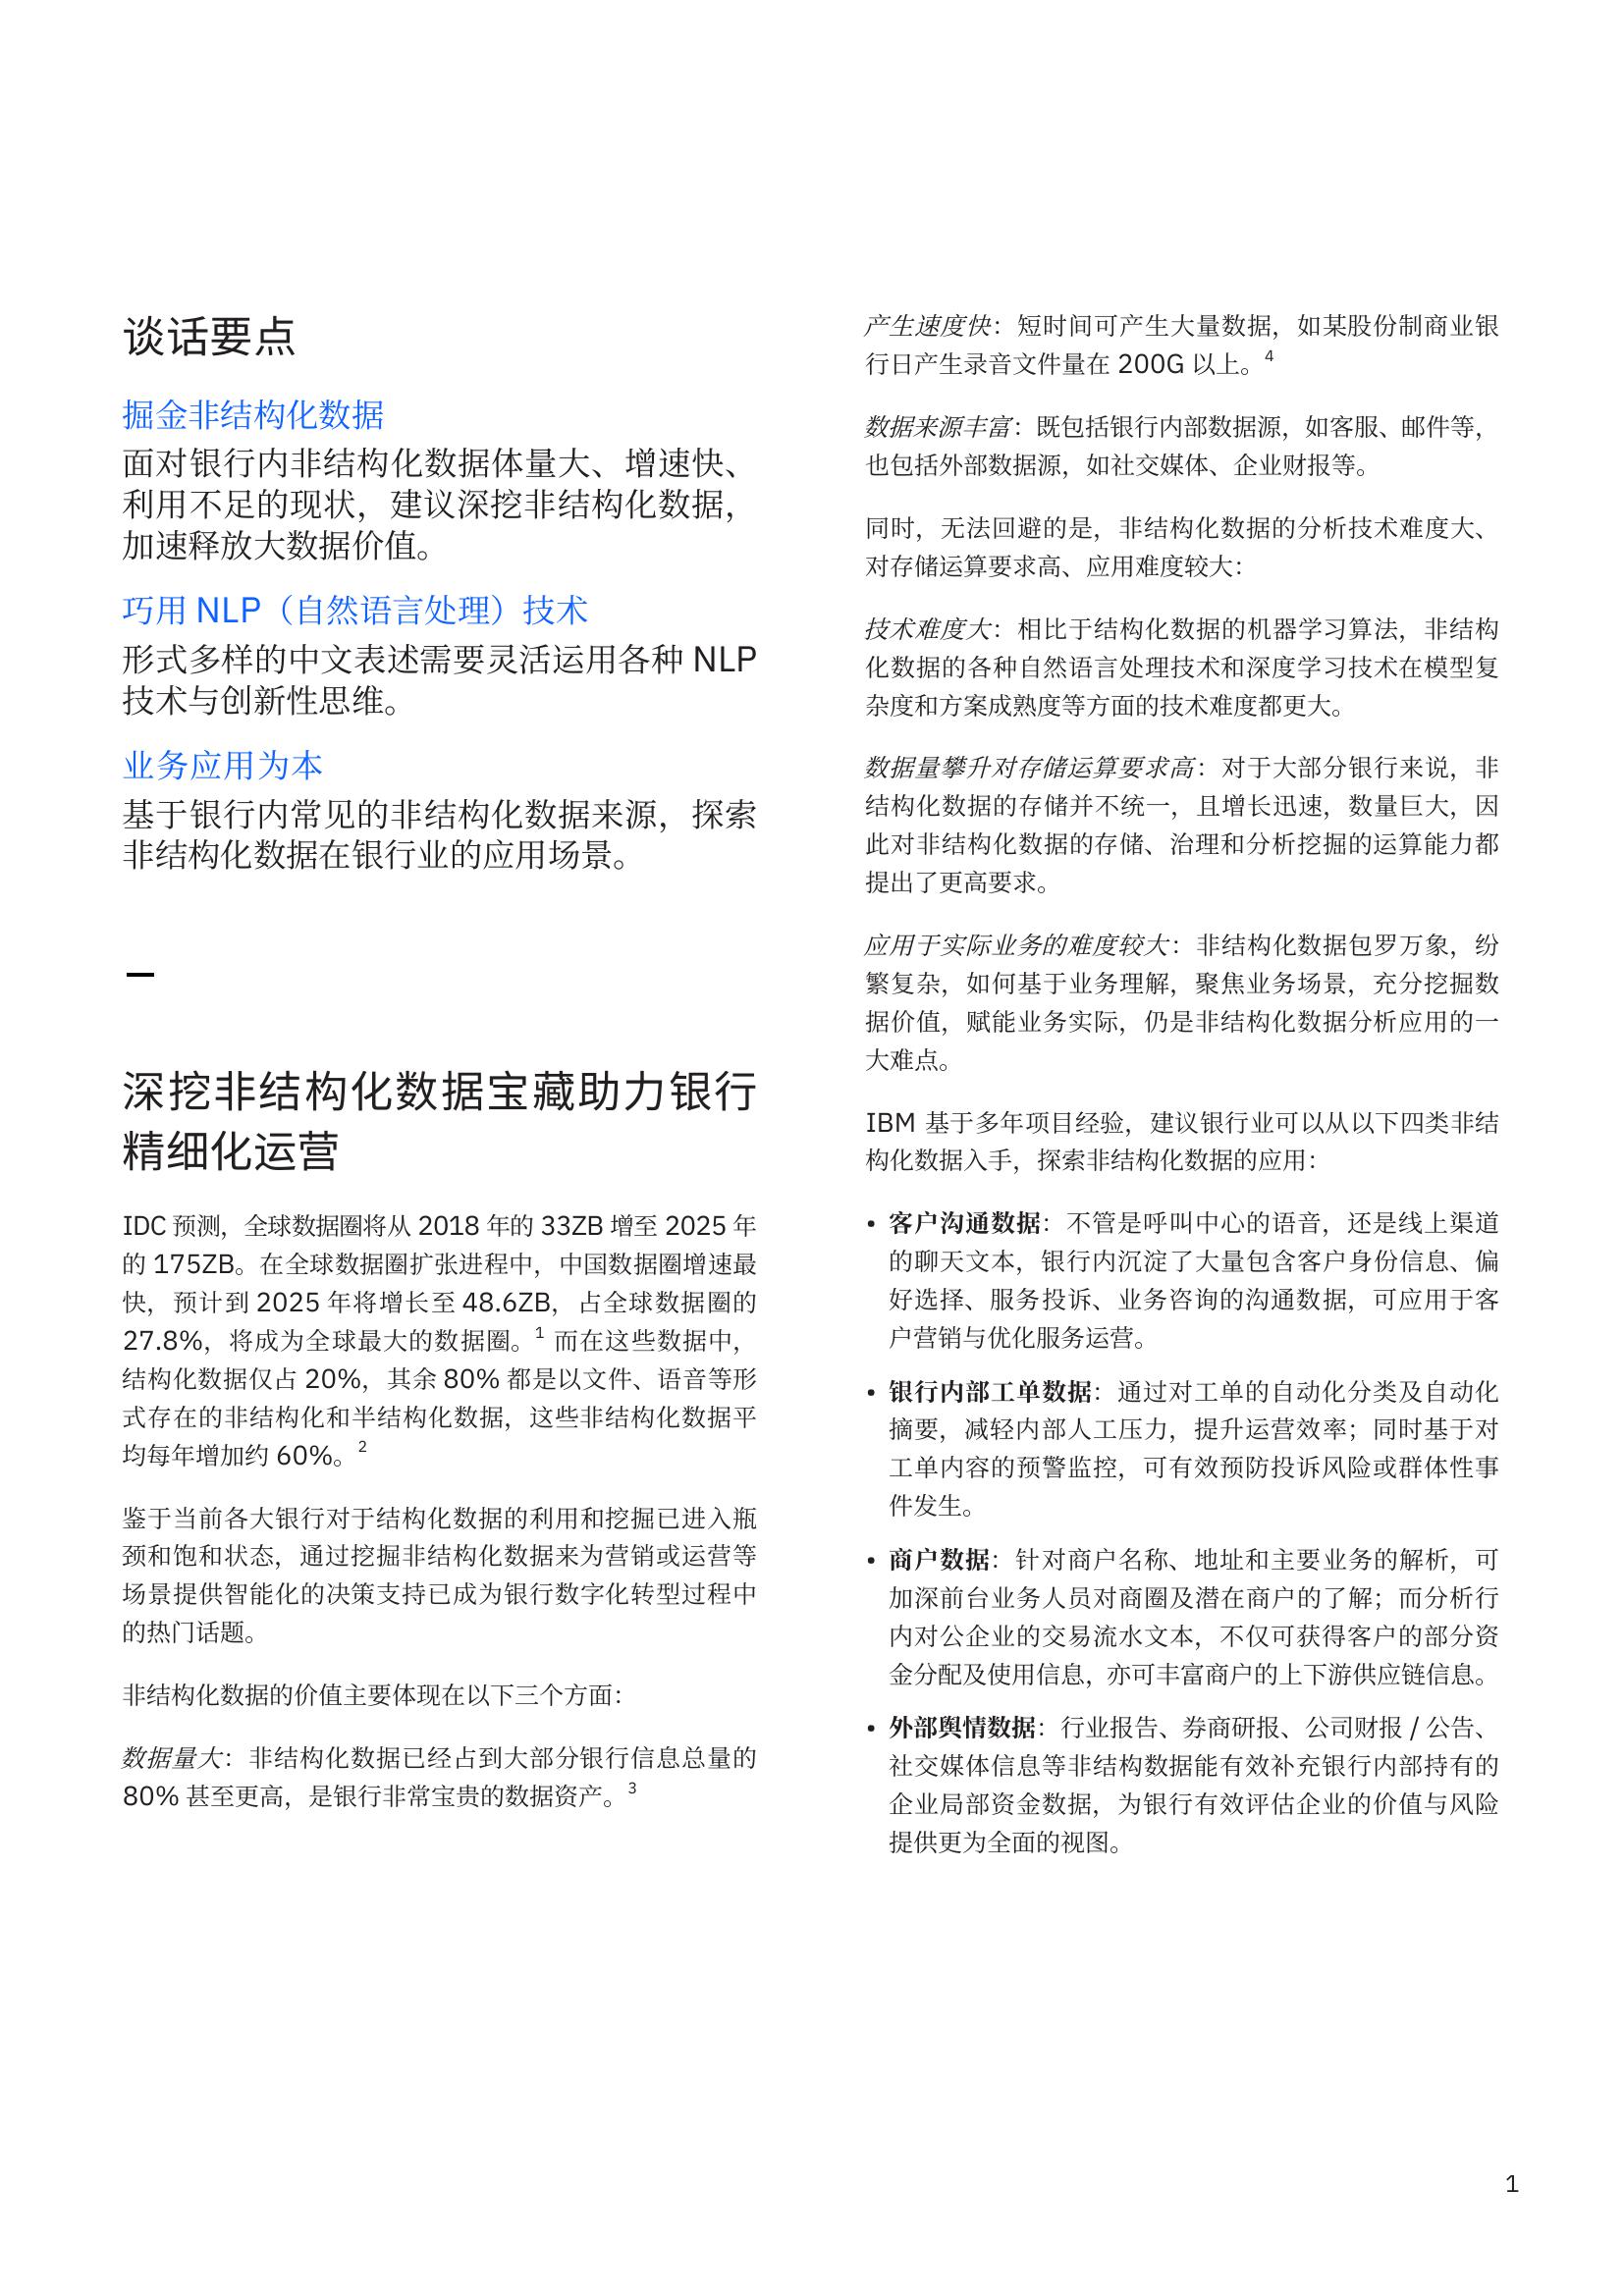 谈话要点
掘金非结构化数据
面对银行内非结构化数据体量大、增速快、
利用不足的现状，建议深挖非结构化数据，
加速释放大数据价值。
巧用 NLP（自然语言处理）技术
形式多样的中文表述需要灵活运用各种 NLP
技术与创新性思维。
业务应用为本
基于银行内常见的非结构化数据来源，探索
非结构化数据在银行业的应用场景。
—
深挖非结构化数据宝藏助力银行
精细化运营
IDC 预测，全球数据圈将从 2018 年的 33ZB 增至 2025 年
的 175ZB。在全球数据圈扩张进程中，中国数据圈增速最
快，预计到 2025 年将增长至 48.6ZB，占全球数据圈的
27.8%，将成为全球最大的数据圈。1 而在这些数据中，
结构化数据仅占 20%，其余 80% 都是以文件、语音等形
式存在的非结构化和半结构化数据，这些非结构化数据平
均每年增加约 60%。2
鉴于当前各大银行对于结构化数据的利用和挖掘已进入瓶
颈和饱和状态，通过挖掘非结构化数据来为营销或运营等
场景提供智能化的决策支持已成为银行数字化转型过程中
的热门话题。
非结构化数据的价值主要体现在以下三个方面：
数据量大：非结构化数据已经占到大部分银行信息总量的
80% 甚至更高，是银行非常宝贵的数据资产。3
产生速度快：短时间可产生大量数据，如某股份制商业银
行日产生录音文件量在 200G 以上。4
数据来源丰富：既包括银行内部数据源，如客服、邮件等，
也包括外部数据源，如社交媒体、企业财报等。
同时，无法回避的是，非结构化数据的分析技术难度大、
对存储运算要求高、应用难度较大：
技术难度大：相比于结构化数据的机器学习算法，非结构
化数据的各种自然语言处理技术和深度学习技术在模型复
杂度和方案成熟度等方面的技术难度都更大。
数据量攀升对存储运算要求高：对于大部分银行来说，非
结构化数据的存储并不统一，且增长迅速，数量巨大，因
此对非结构化数据的存储、治理和分析挖掘的运算能力都
提出了更高要求。
应用于实际业务的难度较大：非结构化数据包罗万象，纷
繁复杂，如何基于业务理解，聚焦业务场景，充分挖掘数
据价值，赋能业务实际，仍是非结构化数据分析应用的一
大难点。
IBM 基于多年项目经验，建议银行业可以从以下四类非结
构化数据入手，探索非结构化数据的应用：
• 客户沟通数据：不管是呼叫中心的语音，还是线上渠道
的聊天文本，银行内沉淀了大量包含客户身份信息、偏
好选择、服务投诉、业务咨询的沟通数据，可应用于客
户营销与优化服务运营。
• 银行内部工单数据：通过对工单的自动化分类及自动化
摘要，减轻内部人工压力，提升运营效率；同时基于对
工单内容的预警监控，可有效预防投诉风险或群体性事
件发生。
• 商户数据：针对商户名称、地址和主要业务的解析，可
加深前台业务人员对商圈及潜在商户的了解；而分析行
内对公企业的交易流水文本，不仅可获得客户的部分资
金分配及使用信息，亦可丰富商户的上下游供应链信息。
• 外部舆情数据：行业报告、券商研报、公司财报 / 公告、
社交媒体信息等非结构数据能有效补充银行内部持有的
企业局部资金数据，为银行有效评估企业的价值与风险
提供更为全面的视图。
1